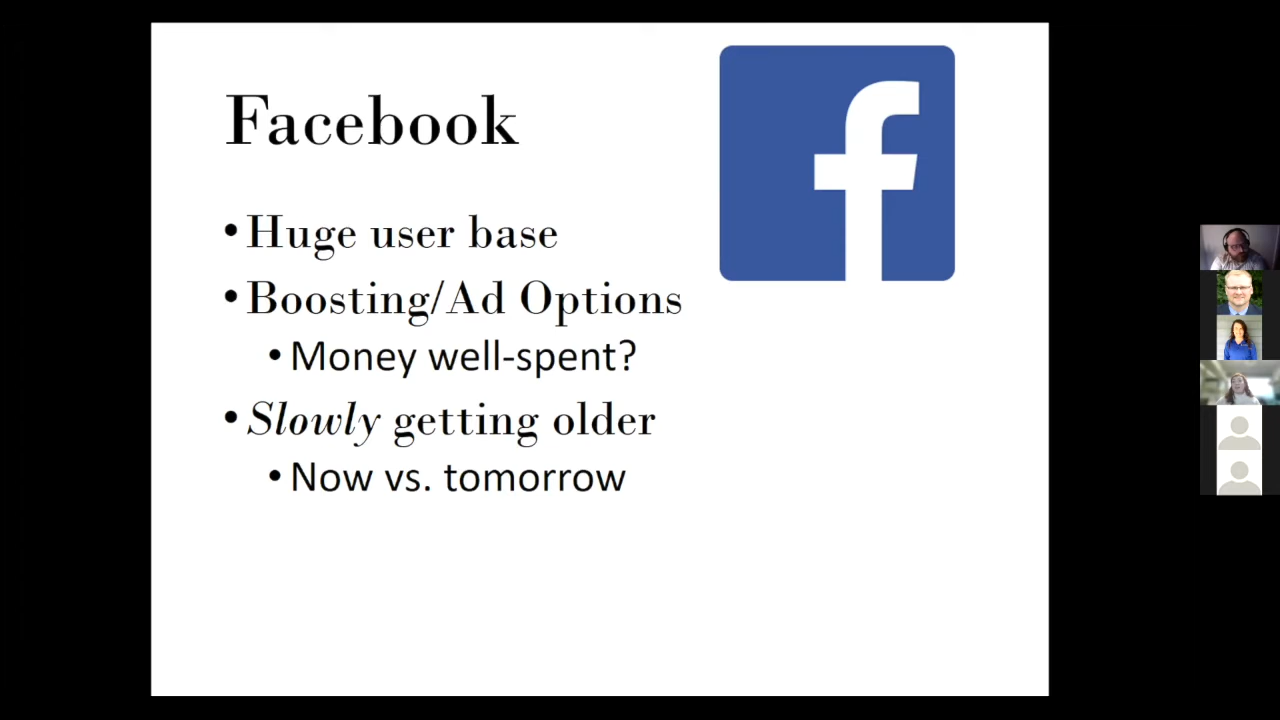 Facebook
•Huge user base
•Boosting/Ad Options
•Money well-spent?
•Slowly getting older
•Now vs. tomorrow